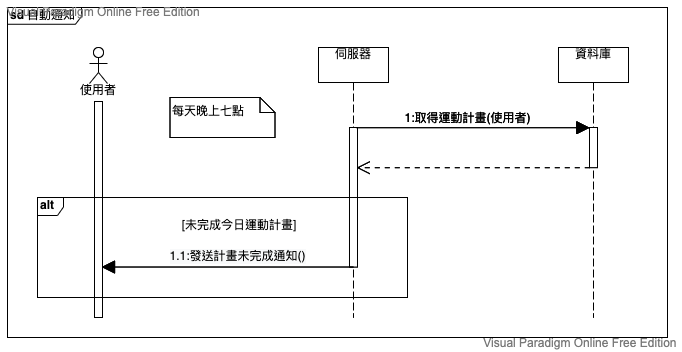 Visual Paradigm Online Free Edition
sd 自動通知
使用者
伺服器
資料庫
每天晚上七點
1:取得運動計畫(使用者)
alt
[未完成今日運動計畫]
1.1:發送計畫未完成通知()
Visual Paradigm Online Free Edition